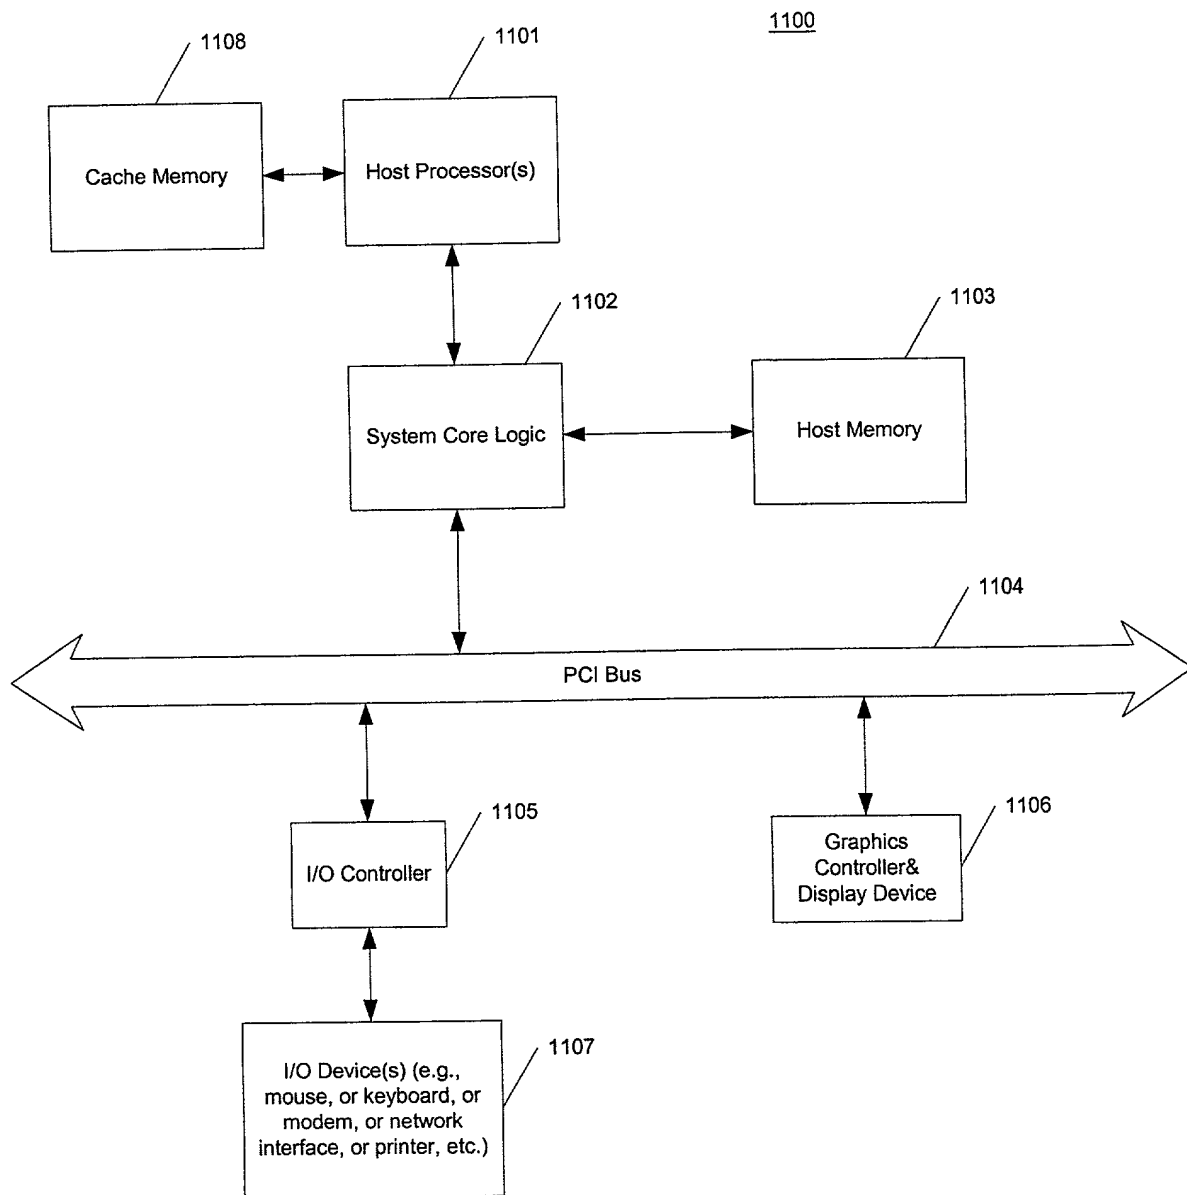 1100
1108
1101
Cache Memory
Host Processor(s)
1102
1103
System Core Logic
Host Memory
1104
PCI Bus
1105
1106
I/O Controller
Graphics
Controller&
Display Device
1107
I/O Device(s) (e.g.,
mouse, or keyboard, or
modem, or network
interface, or printer, etc.)